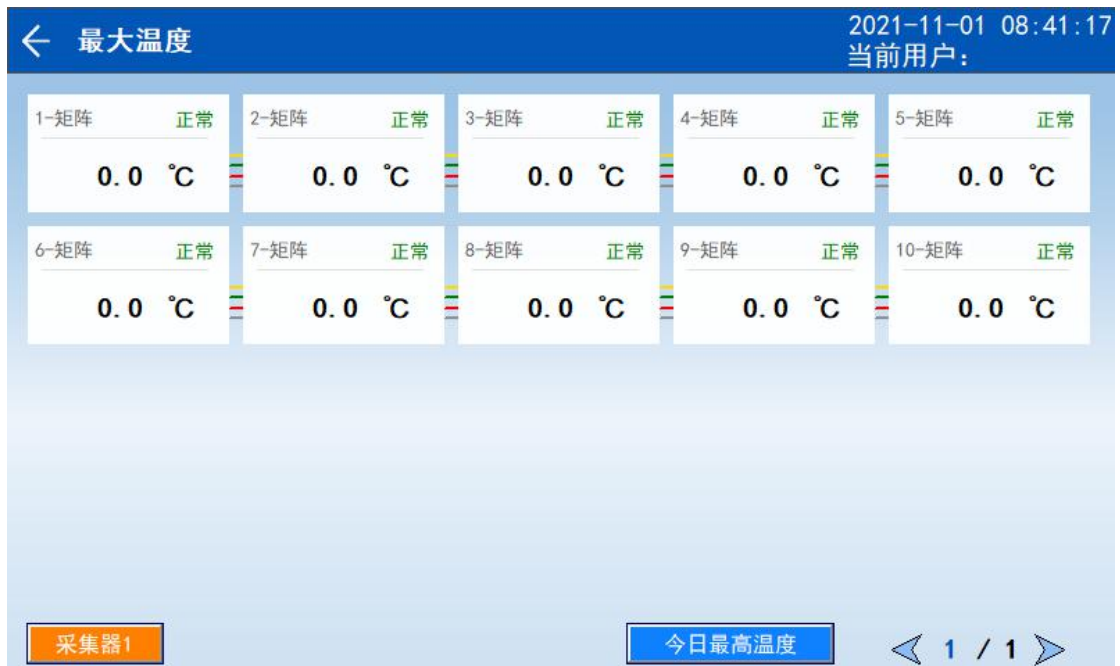 最大温度
2021-11-01 08:41:17
当前用户：
1-矩阵 正常 2-矩阵 正常 3-矩阵 正常 4-矩阵 正常 5-矩阵 正常
0.0 ℃ 0.0 ℃ 0.0 ℃ 0.0 ℃ 0.0 ℃
6-矩阵 正常 7-矩阵 正常 8-矩阵 正常 9-矩阵 正常 10-矩阵 正常
0.0 ℃ 0.0 ℃ 0.0 ℃ 0.0 ℃ 0.0 ℃
采集器1 今日最高温度 1 / 1